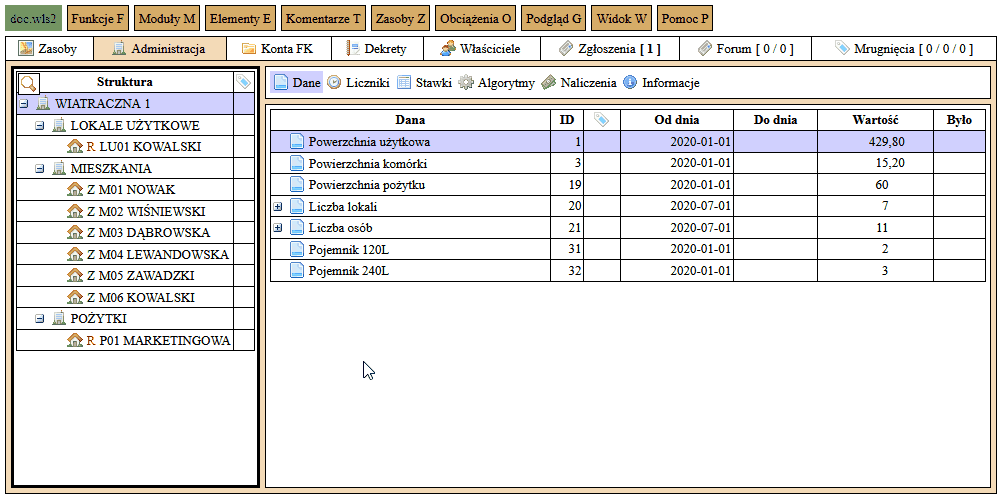 doc.wls2 Funkcje F Moduły M Elementy E Komentarze T Zasoby Z Obciążenia O Podgląd G Widok W Pomoc P
Zasoby Administracja Konta FK Dekrety Właściciele Zgłoszenia [ 1 ] Forum [ 0 / 0 ] Mrugnięcia [ 0 / 0 / 0 ]
Struktura
WIATRACZNA 1
LOKALE UŻYTKOWE
R LU01 KOWALSKI
MIESZKANIA
Z M01 NOWAK
Z M02 WIŚNIEWSKI
Z M03 DĄBROWSKA
Z M04 LEWANDOWSKA
Z M05 ZAWADZKI
Z M06 KOWALSKI
POŻYTKI
R P01 MARKETINGOWA
Dane Liczniki Stawki Algorytmy Naliczenia Informacje
Dana ID Od dnia Do dnia Wartość Było
Powerzchnia użytkowa 1 2020-01-01 429,80
Powierzchnia komórki 3 2020-01-01 15,20
Powierzchnia pożytku 19 2020-01-01 60
Liczba lokali 20 2020-07-01 7
Liczba osób 21 2020-07-01 11
Pojemnik 120L 31 2020-01-01 2
Pojemnik 240L 32 2020-01-01 3